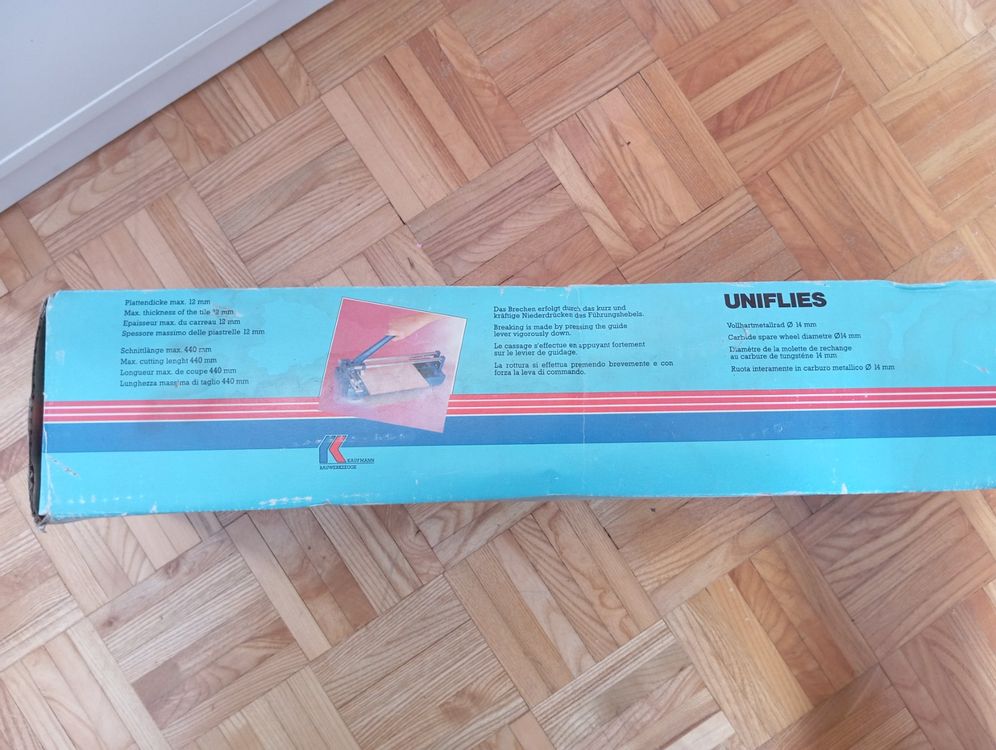 Plattendicke max. 12 mm
Max. thickness of the tile 12 mm
Epaisseur max. du carreau 12 mm
Spessore massimo delle piastrelle 12 mm
Schnittlänge max. 440 mm
Max. cutting lenght 440 mm
Longueur max. de coupe 440 mm
Lunghezza massima di taglio 440 mm
KAUFMANN
BAUWERKZEUGE
Das Brechen erfolgt durch das kurz und
kräftige Niederdrücken des Führungshebels.
Breaking is made by pressing the guide
lever vigorously down.
Le cassage s'effectue en appuyant fortement
sur le levier de guidage.
La rottura si effettua premendo brevemente e con
forza la leva di commando.
UNIFLIES
Vollhartmetallrad Ø 14 mm
Carbide spare wheel diametre Ø14 mm
Diamètre de la molette de rechange
au carbure de tungstène 14 mm
Ruota interamente in carburo metallico Ø 14 mm